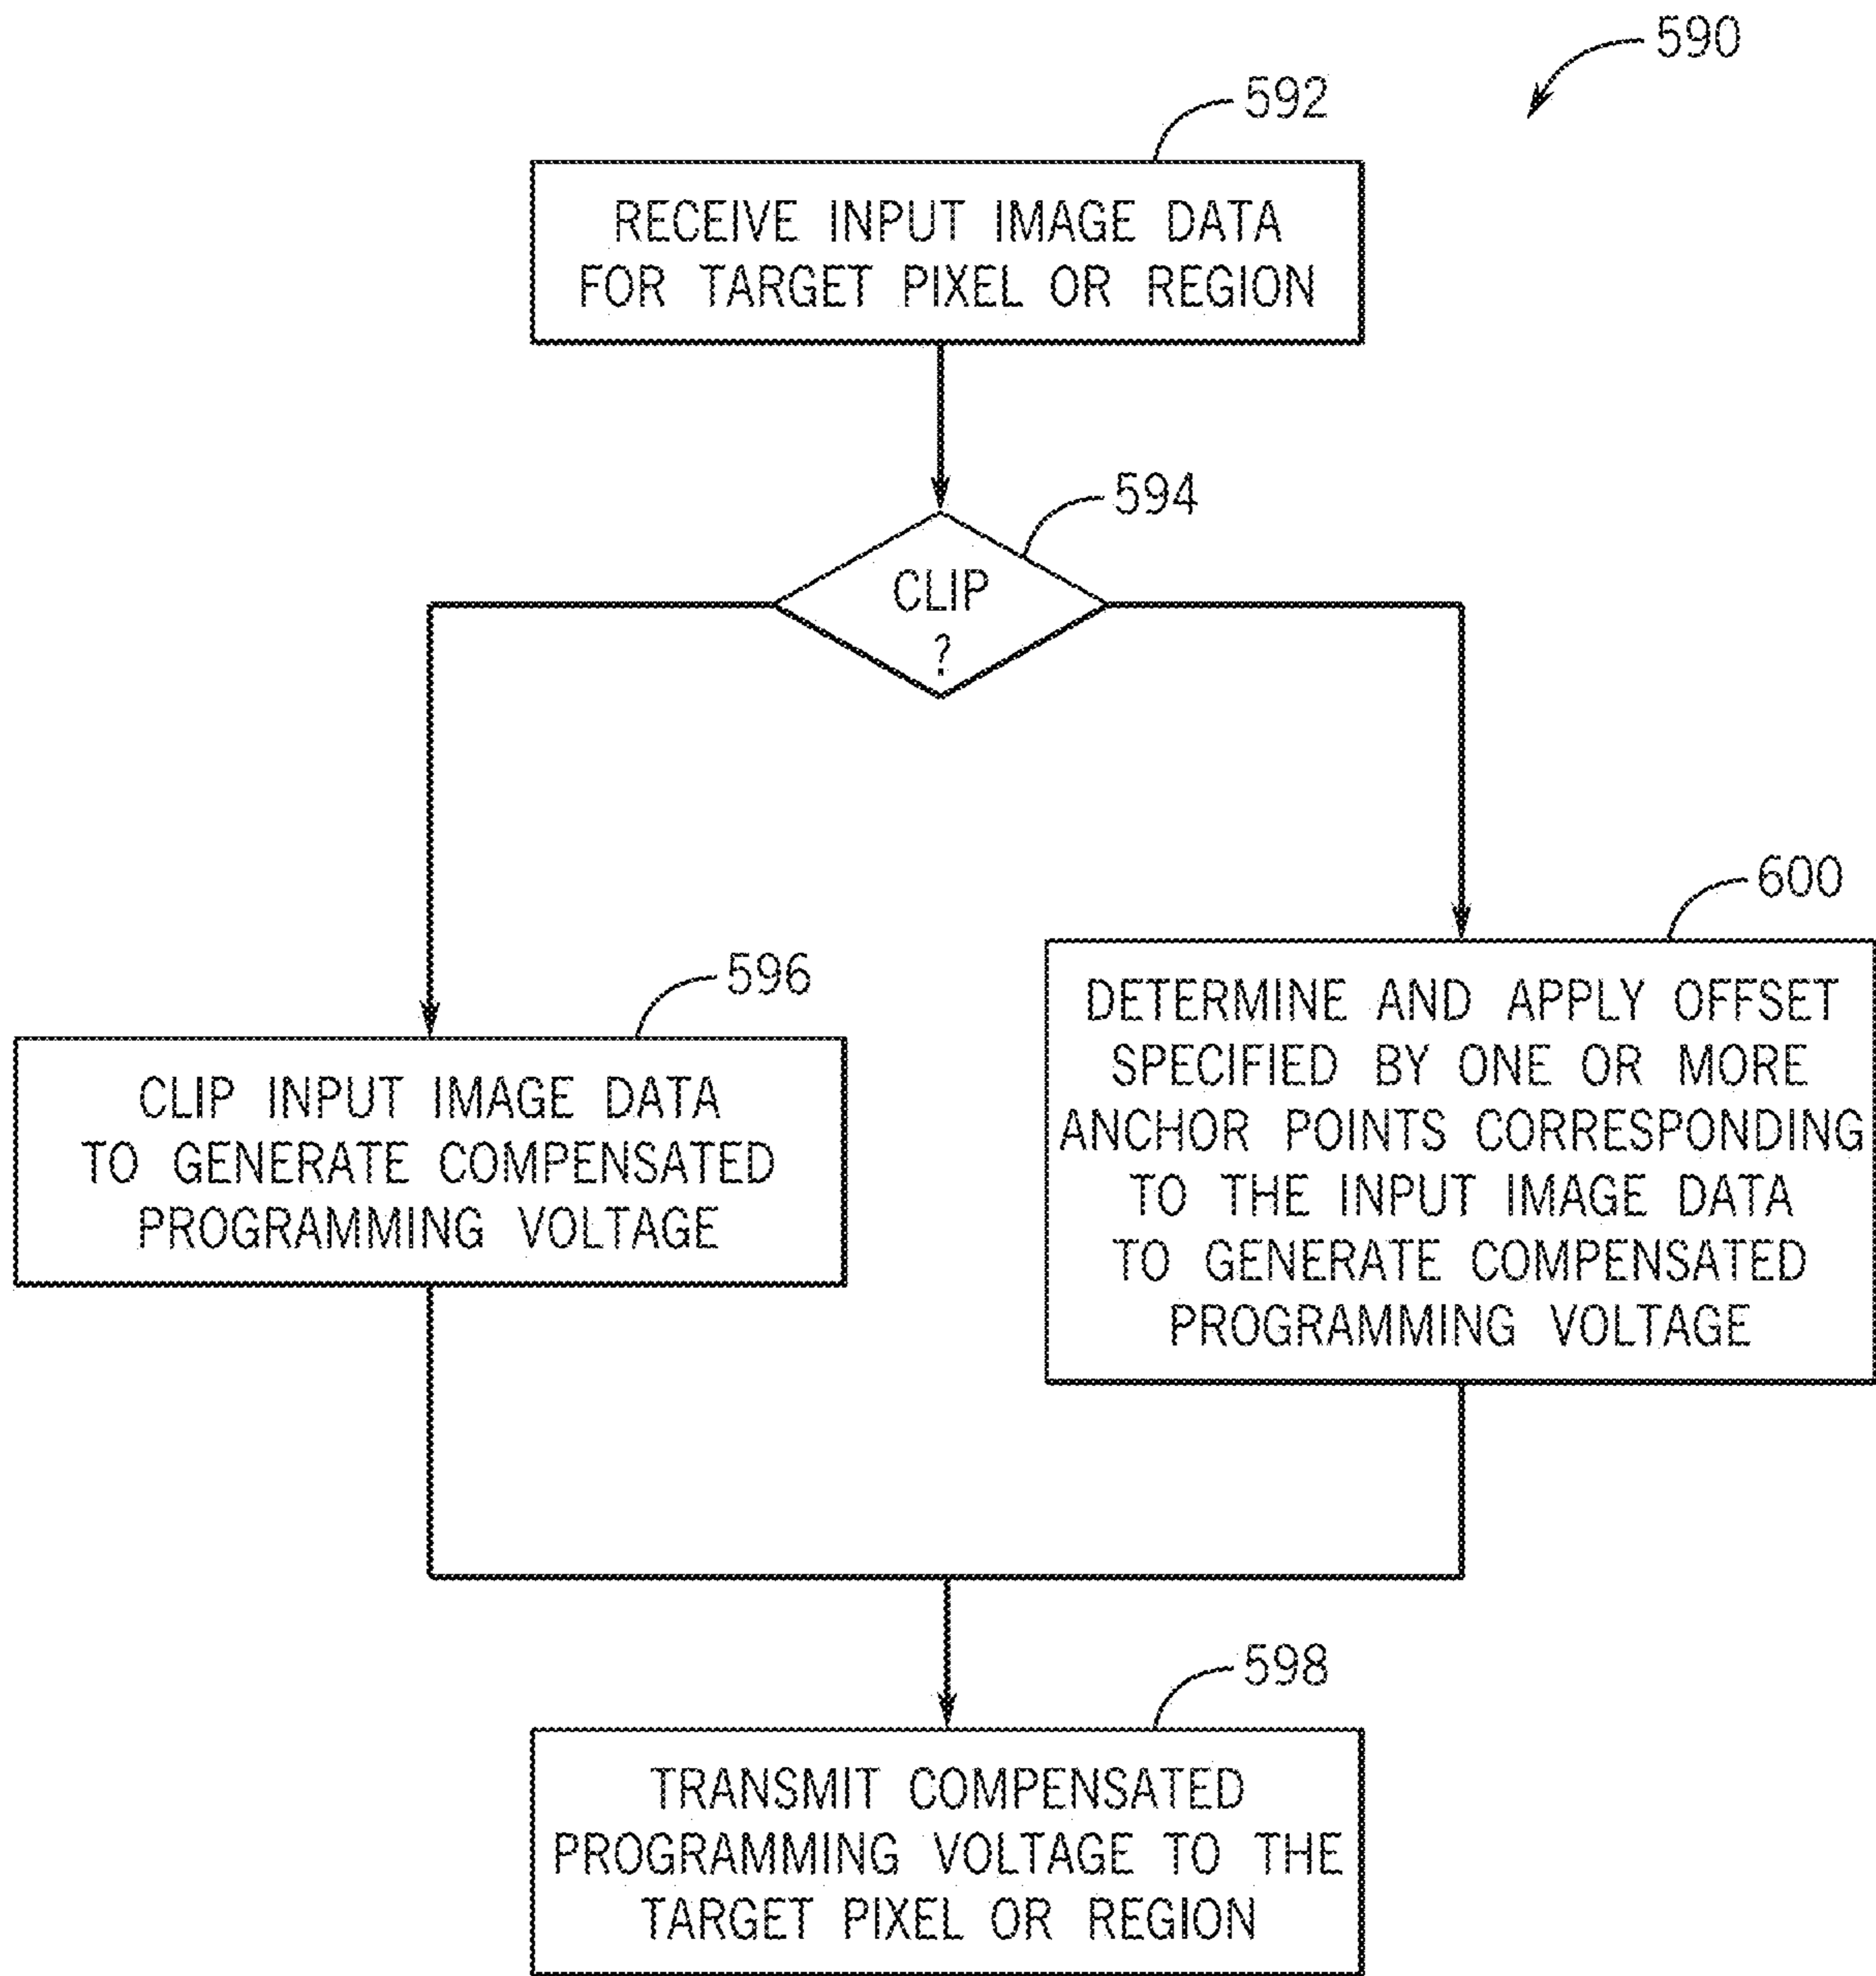 590
592
RECEIVE INPUT IMAGE DATA
FOR TARGET PIXEL OR REGION
594
CLIP
?
600
DETERMINE AND APPLY OFFSET
SPECIFIED BY ONE OR MORE
ANCHOR POINTS CORRESPONDING
TO THE INPUT IMAGE DATA
TO GENERATE COMPENSATED
PROGRAMMING VOLTAGE
596
CLIP INPUT IMAGE DATA
TO GENERATE COMPENSATED
PROGRAMMING VOLTAGE
598
TRANSMIT COMPENSATED
PROGRAMMING VOLTAGE TO THE
TARGET PIXEL OR REGION